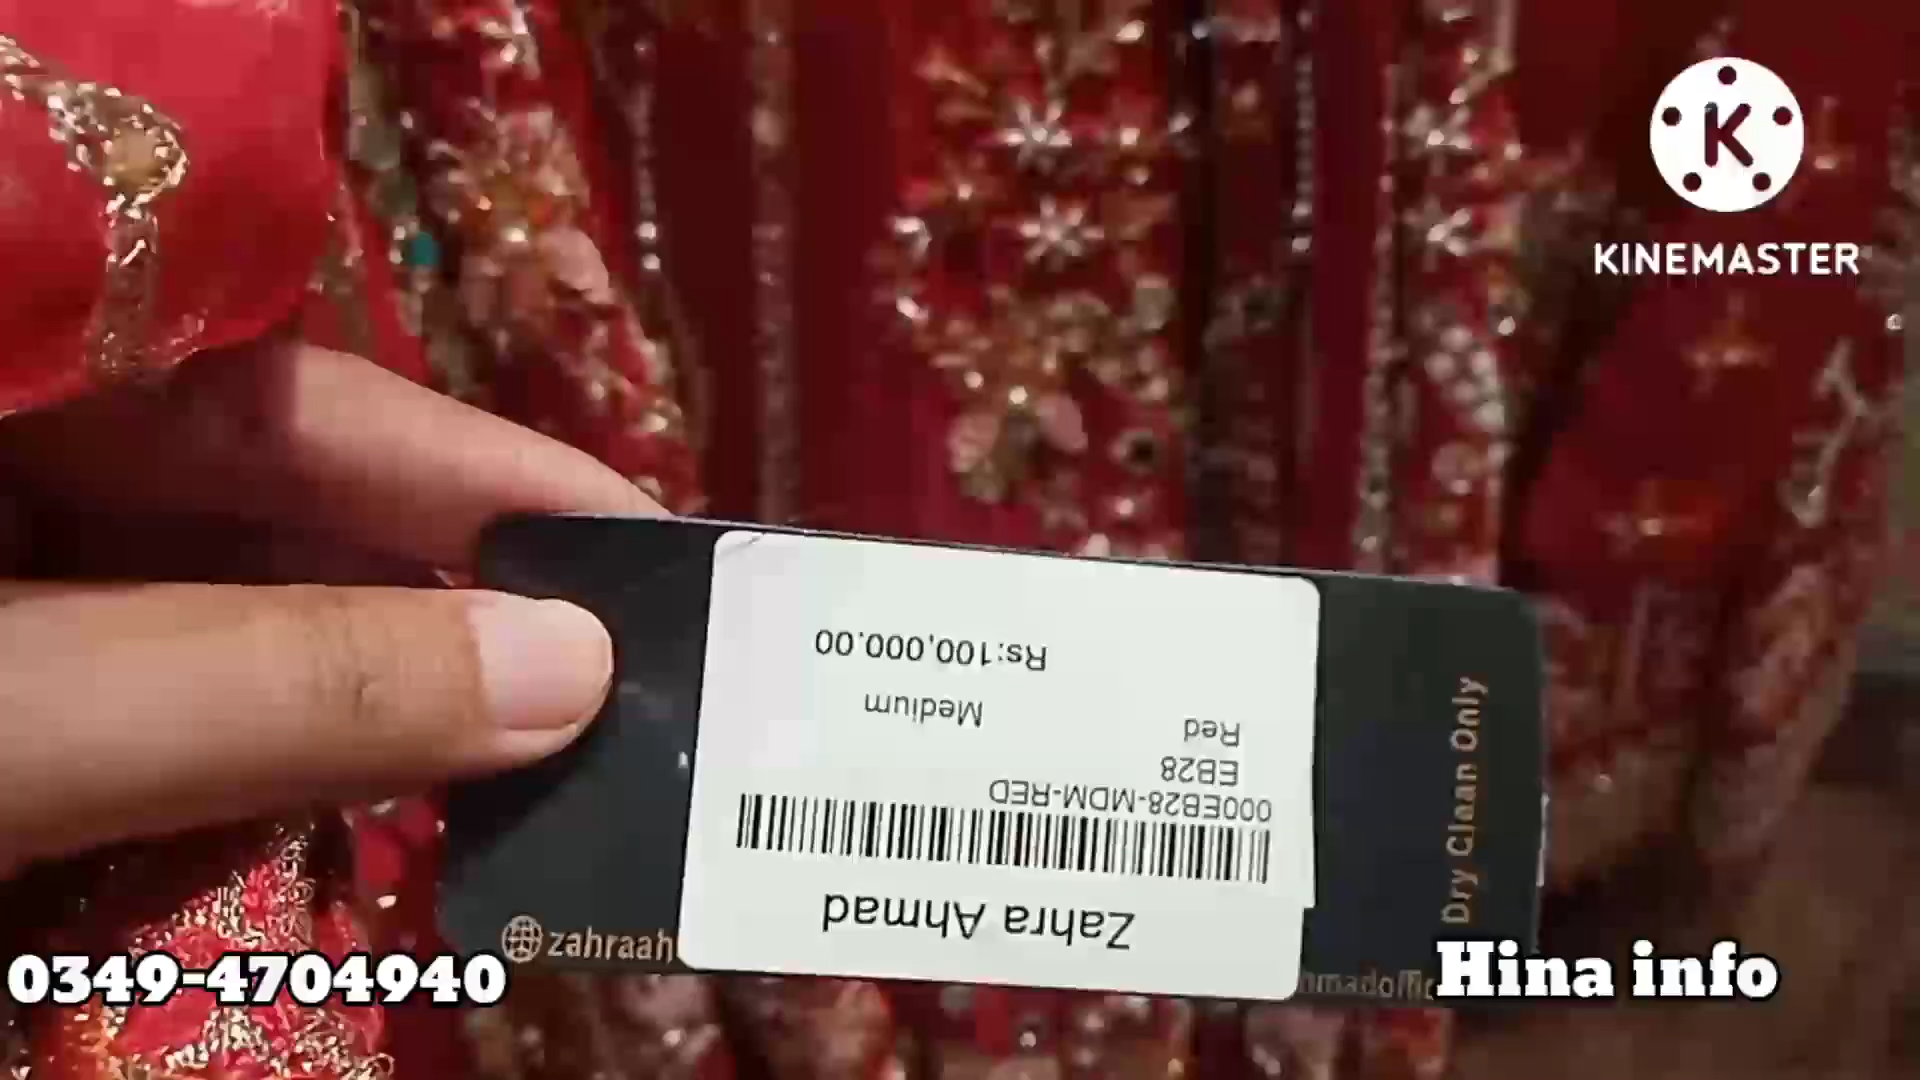 KINEMASTER
Rs:100,000.00
Medium
Red
EB28
000EB28-MDM-RED
Zahra Ahmad
Dry Claan Only
zahraah
hmadoffic
0349-4704940
Hina info